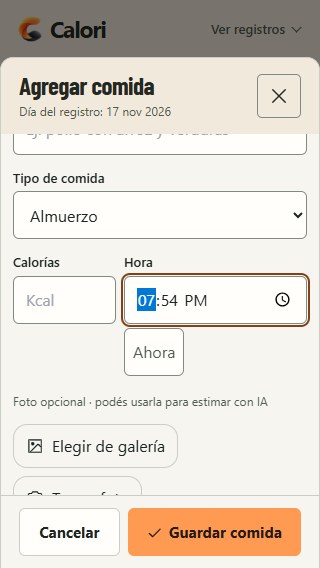 Calori
Ver registros
Agregar comida
Día del registro: 17 nov 2026
Tipo de comida
Almuerzo
Calorías
Hora
Kcal
07:54 PM
Ahora
Foto opcional · podés usarla para estimar con IA
Elegir de galería
Cancelar
Guardar comida